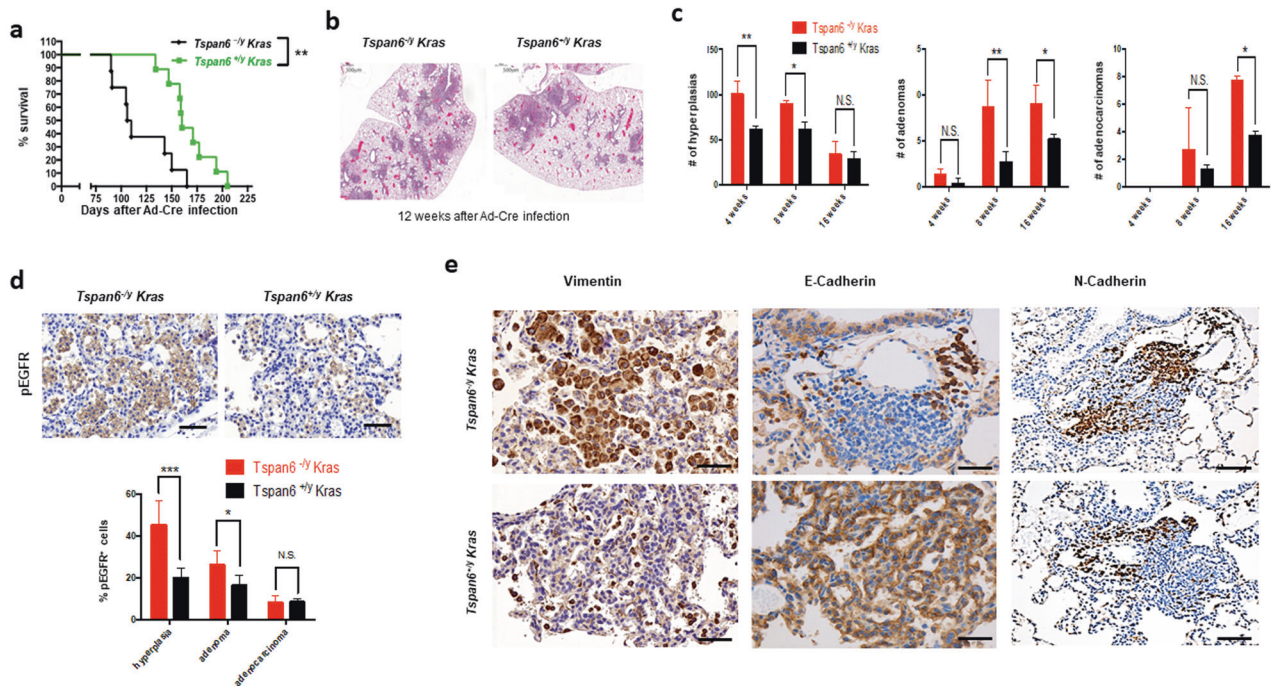 a
Tspan6 -/y Kras
Tspan6 +/y Kras
**
110
100
90
80
70
60
50
40
30
20
10
0
% survival
0 75 100 125 150 175 200 225
Days after Ad-Cre infection
b
Tspan6-/y Kras Tspan6+/y Kras
500µm 500µm
12 weeks after Ad-Cre infection
c
Tspan6 -/y Kras
Tspan6 +/y Kras
150
100
50
0
# of hyperplasias
** * N.S.
4 weeks 8 weeks 16 weeks
15
10
5
0
# of adenomas
N.S. ** *
4 weeks 8 weeks 16 weeks
10
8
6
4
2
0
# of adenocarcinomas
N.S. *
4 weeks 8 weeks 16 weeks
d
Tspan6-/y Kras Tspan6+/y Kras
pEGFR
Tspan6 -/y Kras
Tspan6 +/y Kras
60
40
20
0
% pEGFR+ cells
*** * N.S.
hyperplasia adenoma adenocarcinoma
e
Vimentin E-Cadherin N-Cadherin
Tspan6-/y Kras
Tspan6+/y Kras